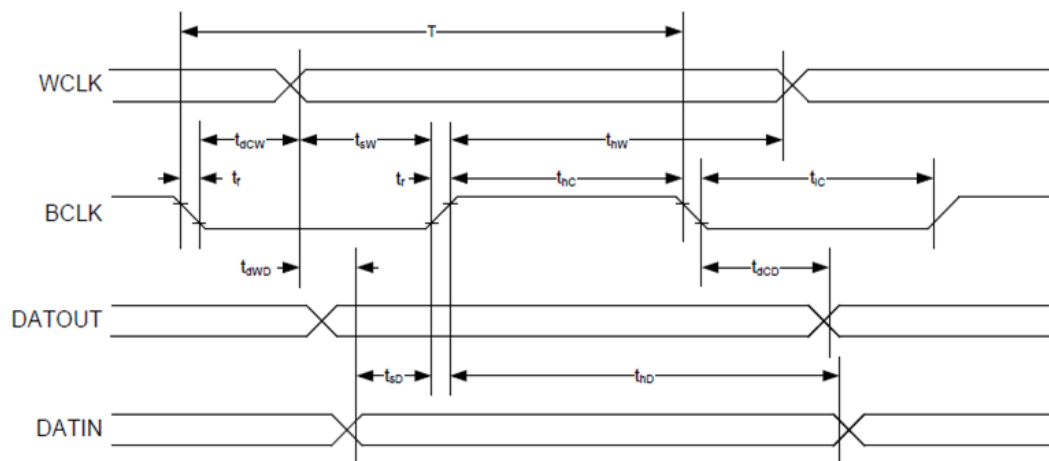 T
WCLK
tdCW tsW thW
tr tr thC tlC
BCLK
tdWD tdCD
DATOUT
tsD thD
DATIN